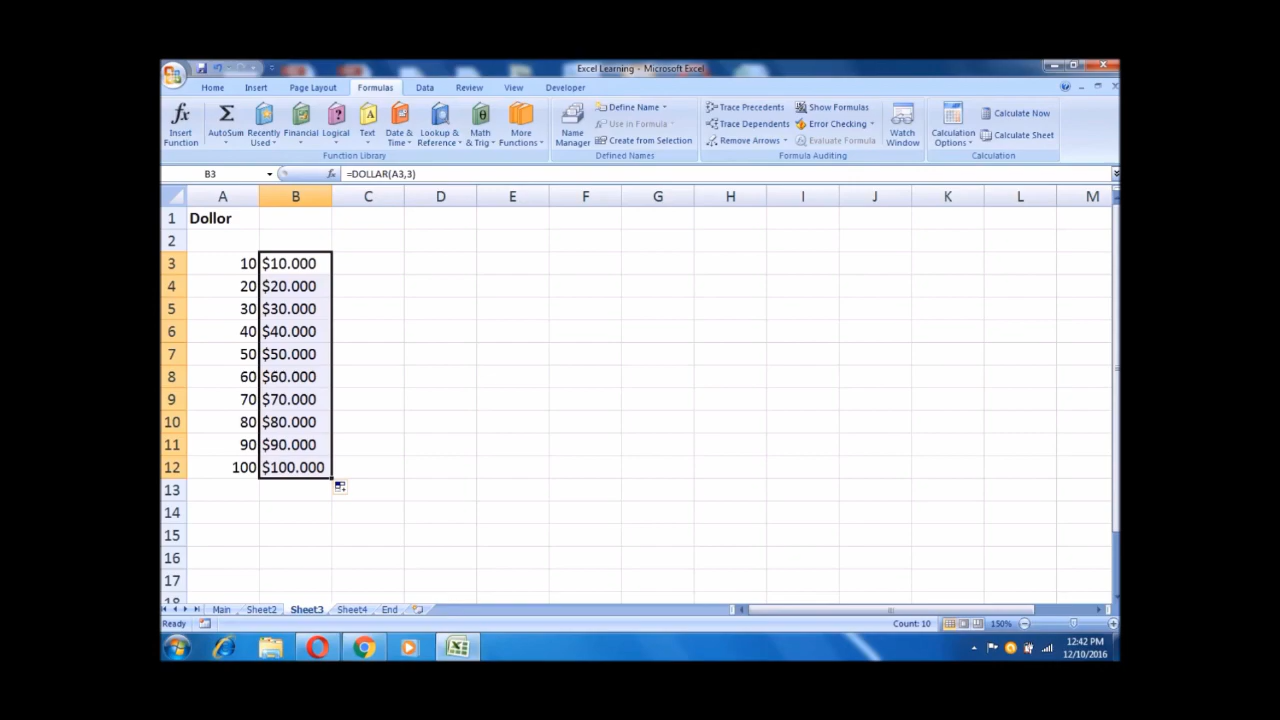 Excel Learning - Microsoft Excel
Home Insert Page Layout Formulas Data Review View Developer
Insert Function
AutoSum
Recently Used
Financial
Logical
Text
Date & Time
Lookup & Reference
Math & Trig
More Functions
Function Library
Name Manager
Define Name
Use in Formula
Create from Selection
Defined Names
Trace Precedents
Trace Dependents
Remove Arrows
Show Formulas
Error Checking
Evaluate Formula
Formula Auditing
Watch Window
Calculation Options
Calculate Now
Calculate Sheet
Calculation
B3 fx =DOLLAR(A3,3)
A B C D E F G H I J K L M
1 Dollor
2
3 10 $10.000
4 20 $20.000
5 30 $30.000
6 40 $40.000
7 50 $50.000
8 60 $60.000
9 70 $70.000
10 80 $80.000
11 90 $90.000
12 100 $100.000
13
14
15
16
17
18
Main Sheet2 Sheet3 Sheet4 End
Ready Count: 10 150%
12:42 PM
12/10/2016